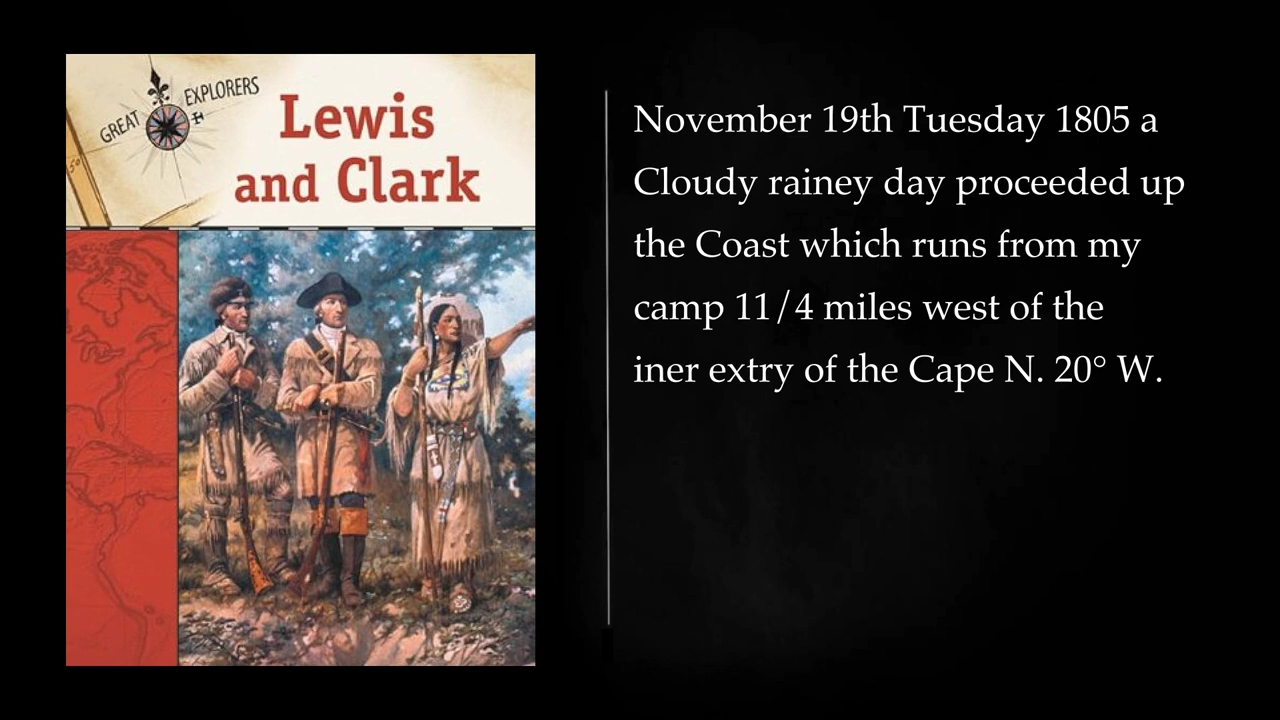 GREAT EXPLORERS
Lewis
and Clark
50
November 19th Tuesday 1805 a
Cloudy rainey day proceeded up
the Coast which runs from my
camp 11/4 miles west of the
iner extry of the Cape N. 20° W.